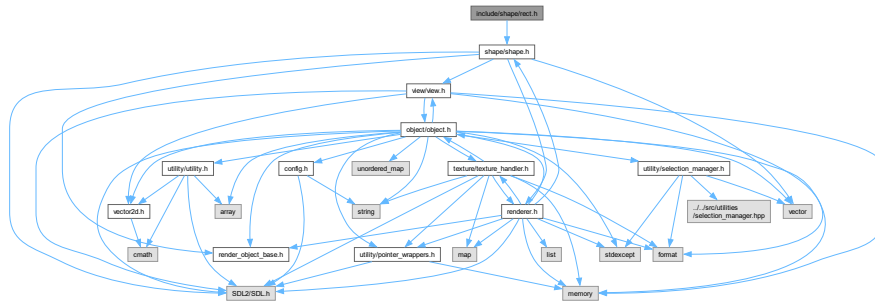 include/shape/rect.h
shape/shape.h
view/view.h
object/object.h
utility/utility.h
config.h
unordered_map
texture/texture_handler.h
utility/selection_manager.h
vector2d.h
array
string
renderer.h
../../src/utilities
/selection_manager.hpp
vector
cmath
render_object_base.h
utility/pointer_wrappers.h
map
list
stdexcept
format
SDL2/SDL.h
memory